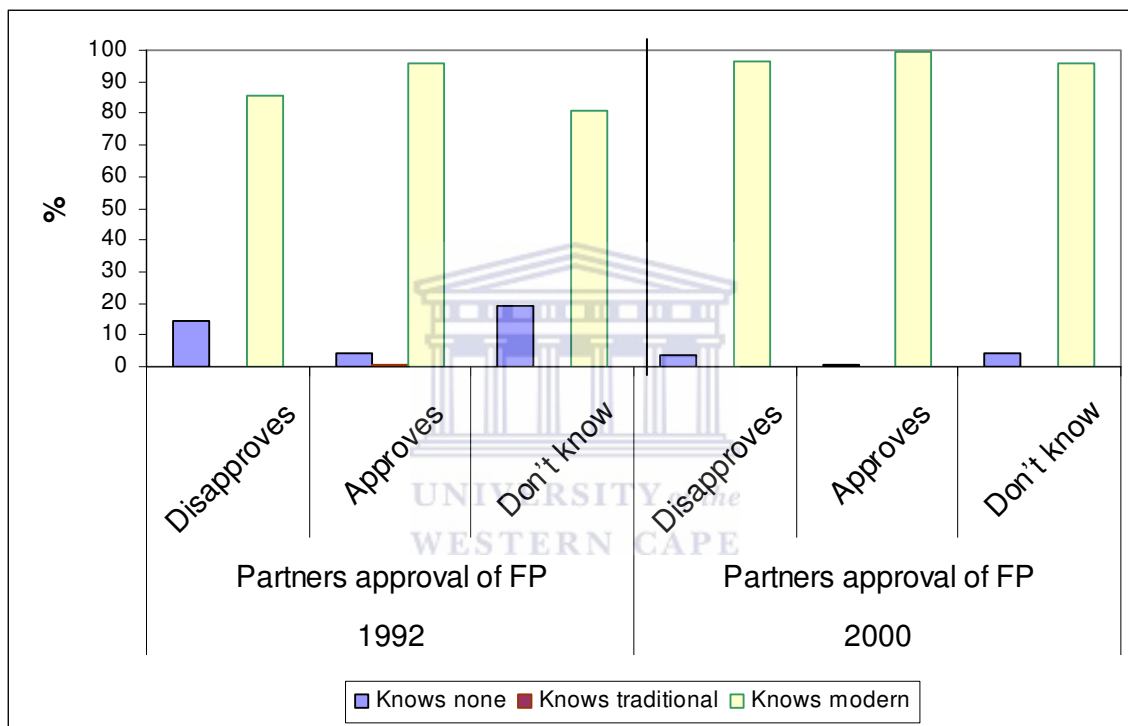 100
90
80
70
60
50
40
30
20
10
0
%
Disapproves
Approves
Don't know
Disapproves
Approves
Don't know
UNIVERSITY of the
WESTERN CAPE
Partners approval of FP
Partners approval of FP
1992
2000
Knows none Knows traditional Knows modern